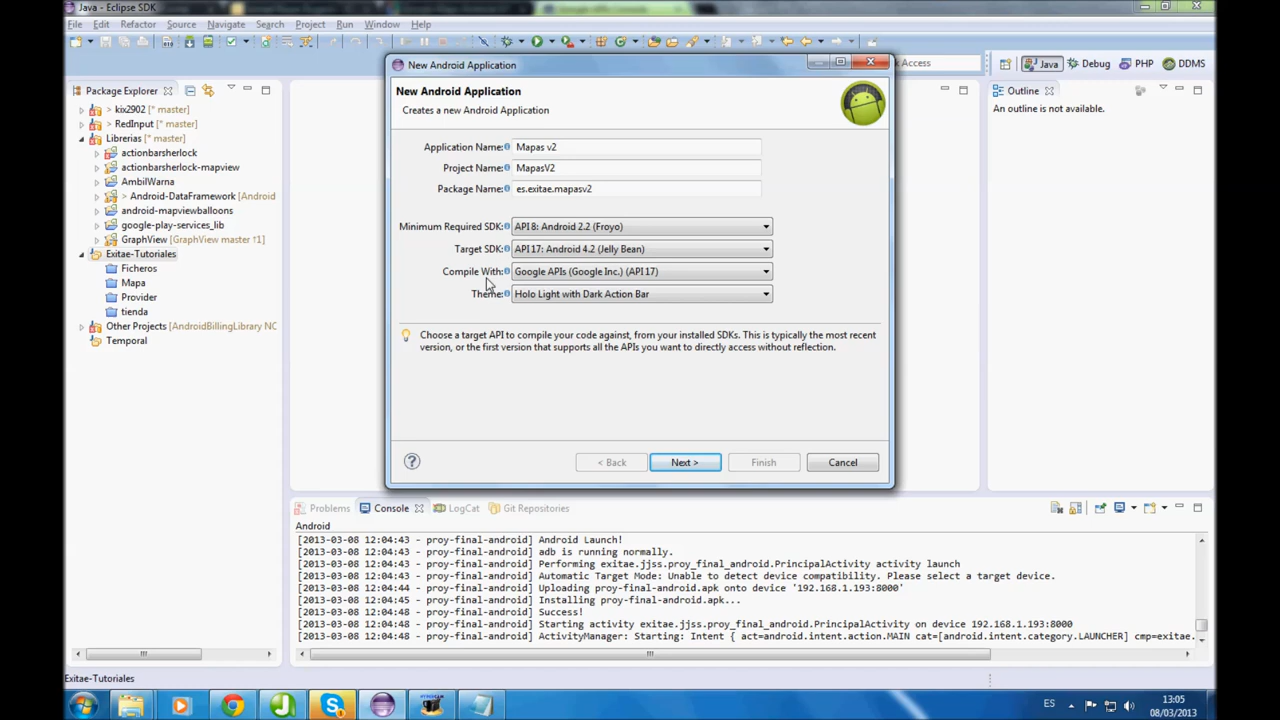 Java - Eclipse SDK
File Edit Refactor Source Navigate Search Project Run Window Help
Access Java Debug PHP DDMS
Package Explorer
> kix2902 [* master]
> RedInput [* master]
Librerias [* master]
actionbarsherlock
actionbarsherlock-mapview
AmbilWarna
> Android-DataFramework [Android
android-mapviewballoons
google-play-services_lib
GraphView [GraphView master ↑1]
Exitae-Tutoriales
Ficheros
Mapa
Provider
tienda
Other Projects [AndroidBillingLibrary NC
Temporal
New Android Application
New Android Application
Creates a new Android Application
Application Name: Mapas v2
Project Name: MapasV2
Package Name: es.exitae.mapasv2
Minimum Required SDK: API 8: Android 2.2 (Froyo)
Target SDK: API 17: Android 4.2 (Jelly Bean)
Compile With: Google APIs (Google Inc.) (API 17)
Theme: Holo Light with Dark Action Bar
Choose a target API to compile your code against, from your installed SDKs. This is typically the most recent
version, or the first version that supports all the APIs you want to directly access without reflection.
< Back Next > Finish Cancel
Outline
An outline is not available.
Problems Console LogCat Git Repositories
Android
[2013-03-08 12:04:43 - proy-final-android] Android Launch!
[2013-03-08 12:04:43 - proy-final-android] adb is running normally.
[2013-03-08 12:04:43 - proy-final-android] Performing exitae.jjss.proy_final_android.PrincipalActivity activity launch
[2013-03-08 12:04:43 - proy-final-android] Automatic Target Mode: Unable to detect device compatibility. Please select a target device.
[2013-03-08 12:04:45 - proy-final-android] Uploading proy-final-android.apk onto device '192.168.1.193:8000'
[2013-03-08 12:04:45 - proy-final-android] Installing proy-final-android.apk...
[2013-03-08 12:04:48 - proy-final-android] Success!
[2013-03-08 12:04:48 - proy-final-android] Starting activity exitae.jjss.proy_final_android.PrincipalActivity on device 192.168.1.193:8000
[2013-03-08 12:04:48 - proy-final-android] ActivityManager: Starting: Intent { act=android.intent.action.MAIN cat=[android.intent.category.LAUNCHER] cmp=exitae.
Exitae-Tutoriales
ES
13:05
08/03/2013